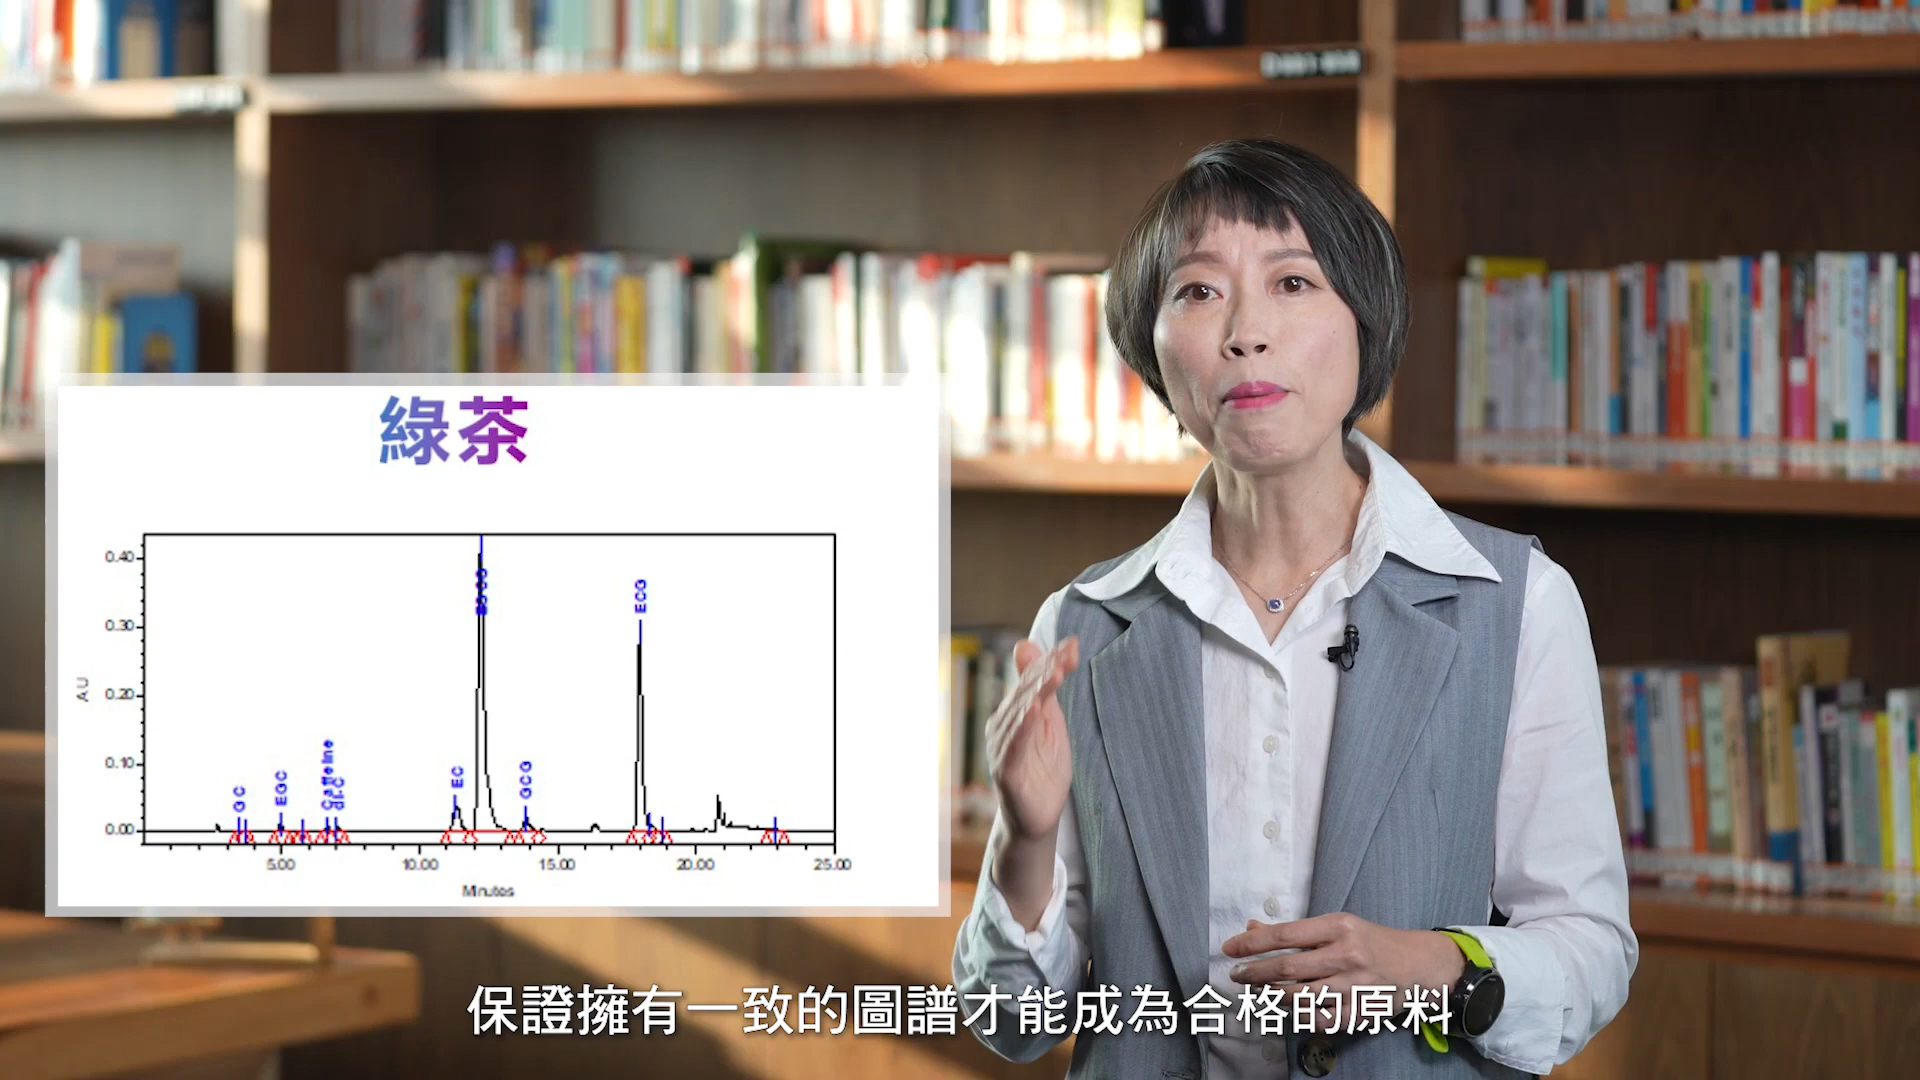 綠茶
0.40
0.30
0.20
0.10
0.00
AU
GC
EGC
Caffeine
dl-C
EC
EGCG
GCG
ECG
5.00
10.00
15.00
20.00
25.00
Minutes
保證擁有一致的圖譜才能成為合格的原料